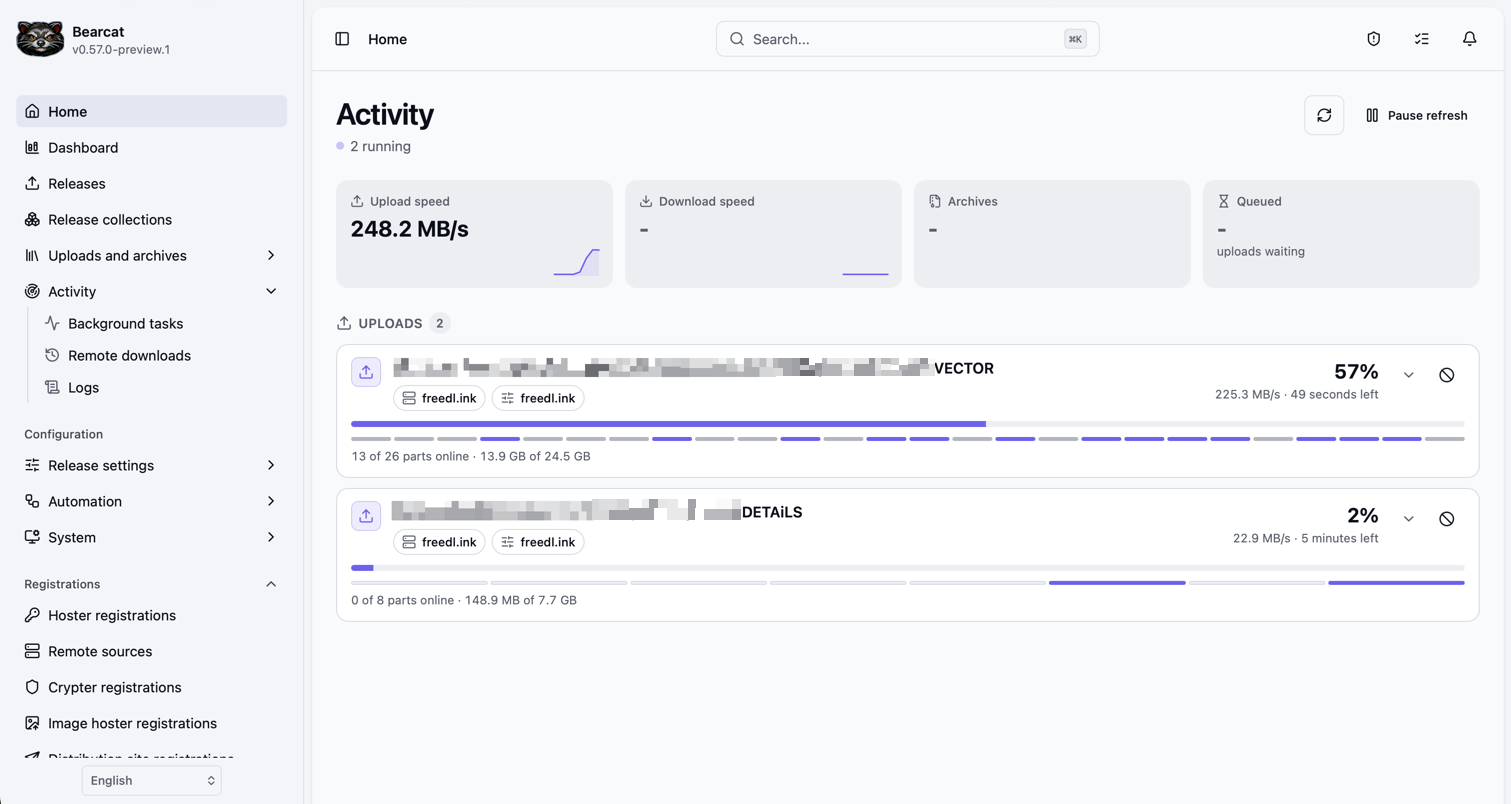 Bearcat
v0.57.0-preview.1
Home
Dashboard
Releases
Release collections
Uploads and archives
Activity
Background tasks
Remote downloads
Logs
Configuration
Release settings
Automation
System
Registrations
Hoster registrations
Remote sources
Crypter registrations
Image hoster registrations
Distribution site registrations
English
Home
Search...
⌘K
Activity
Pause refresh
2 running
Upload speed
248.2 MB/s
Download speed
-
Archives
-
Queued
-
uploads waiting
UPLOADS 2
VECTOR
57%
freedl.ink freedl.ink
225.3 MB/s · 49 seconds left
13 of 26 parts online · 13.9 GB of 24.5 GB
DETAiLS
2%
freedl.ink freedl.ink
22.9 MB/s · 5 minutes left
0 of 8 parts online · 148.9 MB of 7.7 GB